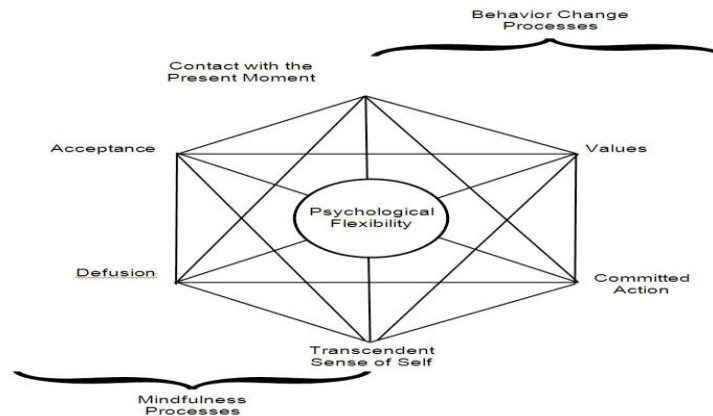 Behavior Change
Processes
Contact with the
Present Moment
Acceptance
Values
Psychological
Flexibility
Defusion
Committed
Action
Transcendent
Sense of Self
Mindfulness
Processes